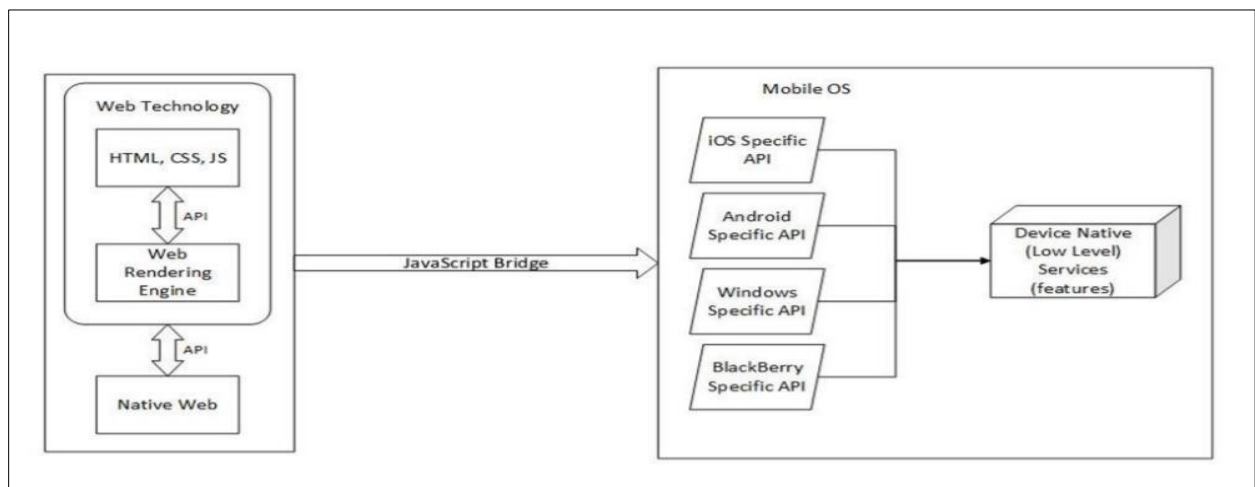 Web Technology
HTML, CSS, JS
API
Web
Rendering
Engine
API
Native Web
JavaScript Bridge
Mobile OS
iOS Specific
API
Android
Specific API
Windows
Specific API
BlackBerry
Specific API
Device Native
(Low Level)
Services
(features)